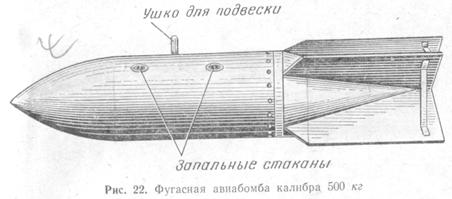 Ушко для подвески
Запальные стаканы
Рис. 22. Фугасная авиабомба калибра 500 кг